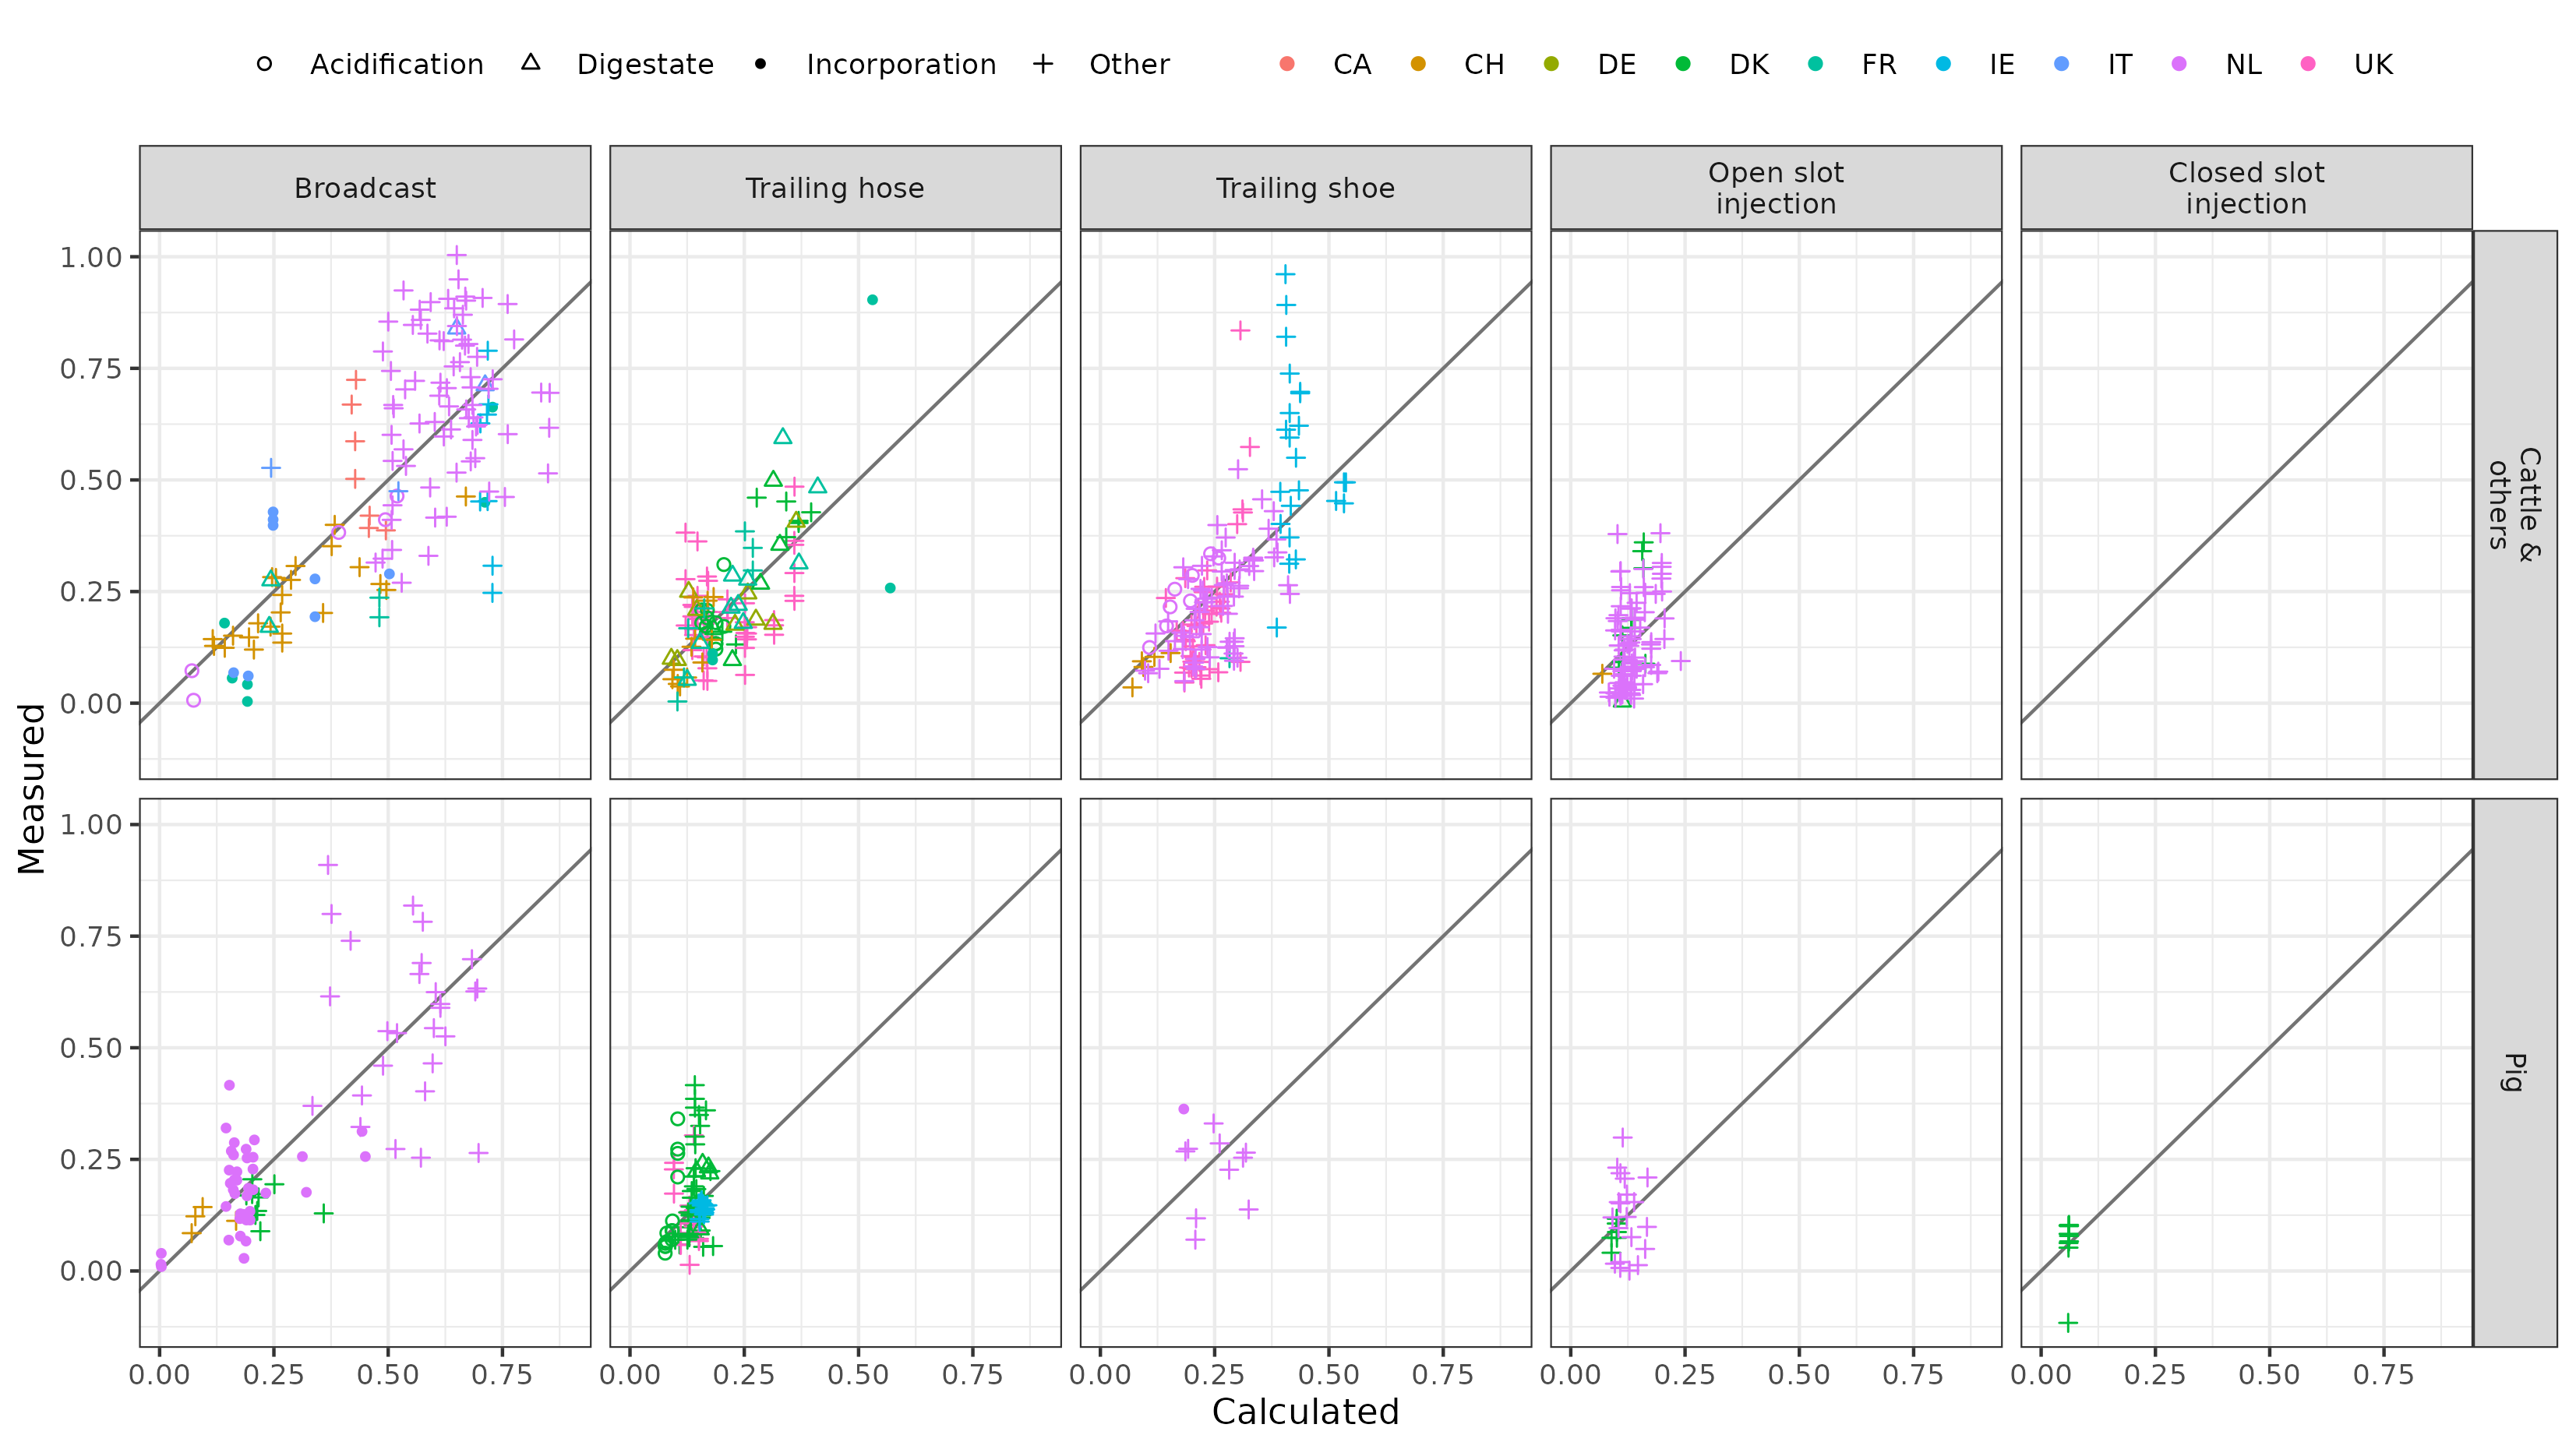 Acidification Digestate Incorporation Other CA CH DE DK FR IE IT NL UK
Broadcast
Trailing hose
Trailing shoe
Open slot
injection
Closed slot
injection
1.00
0.75
0.50
0.25
0.00
Cattle &
others
Measured
1.00
0.75
0.50
0.25
0.00
Pig
0.00 0.25 0.50 0.75 0.00 0.25 0.50 0.75 0.00 0.25 0.50 0.75 0.00 0.25 0.50 0.75 0.00 0.25 0.50 0.75
Calculated